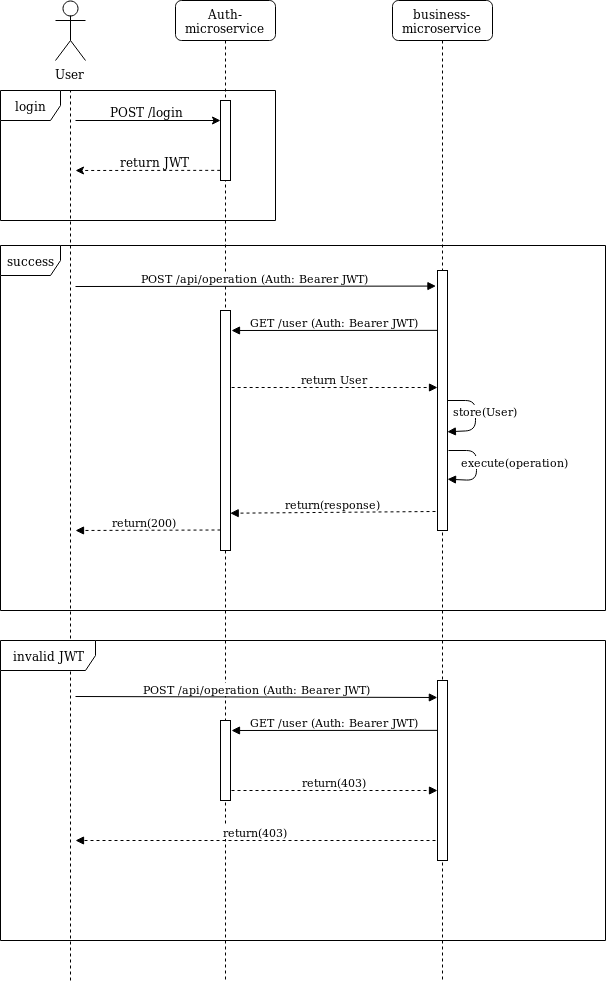 User
Auth-
microservice
business-
microservice
login
POST /login
return JWT
success
POST /api/operation (Auth: Bearer JWT)
GET /user (Auth: Bearer JWT)
return User
store(User)
execute(operation)
return(response)
return(200)
invalid JWT
POST /api/operation (Auth: Bearer JWT)
GET /user (Auth: Bearer JWT)
return(403)
return(403)